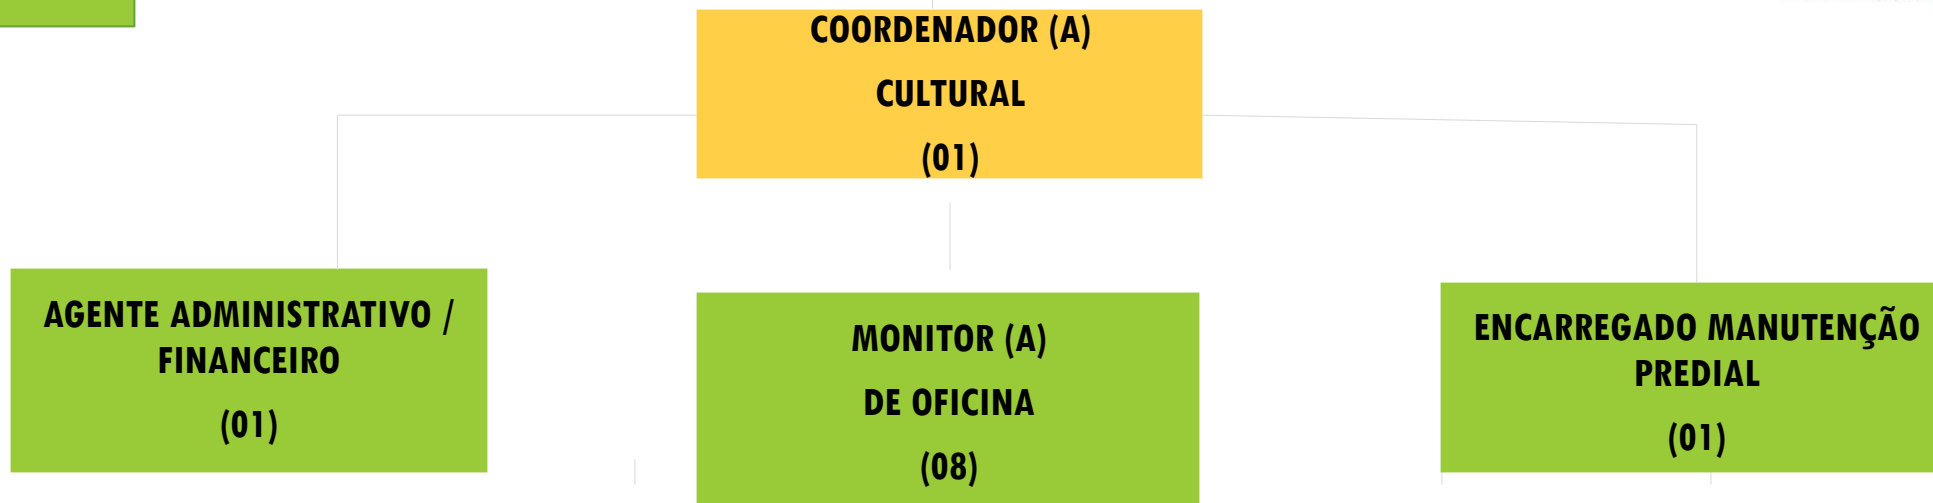 COORDENADOR (A)
CULTURAL
(01)
AGENTE ADMINISTRATIVO /
FINANCEIRO
(01)
MONITOR (A)
DE OFICINA
(08)
ENCARREGADO MANUTENÇÃO
PREDIAL
(01)